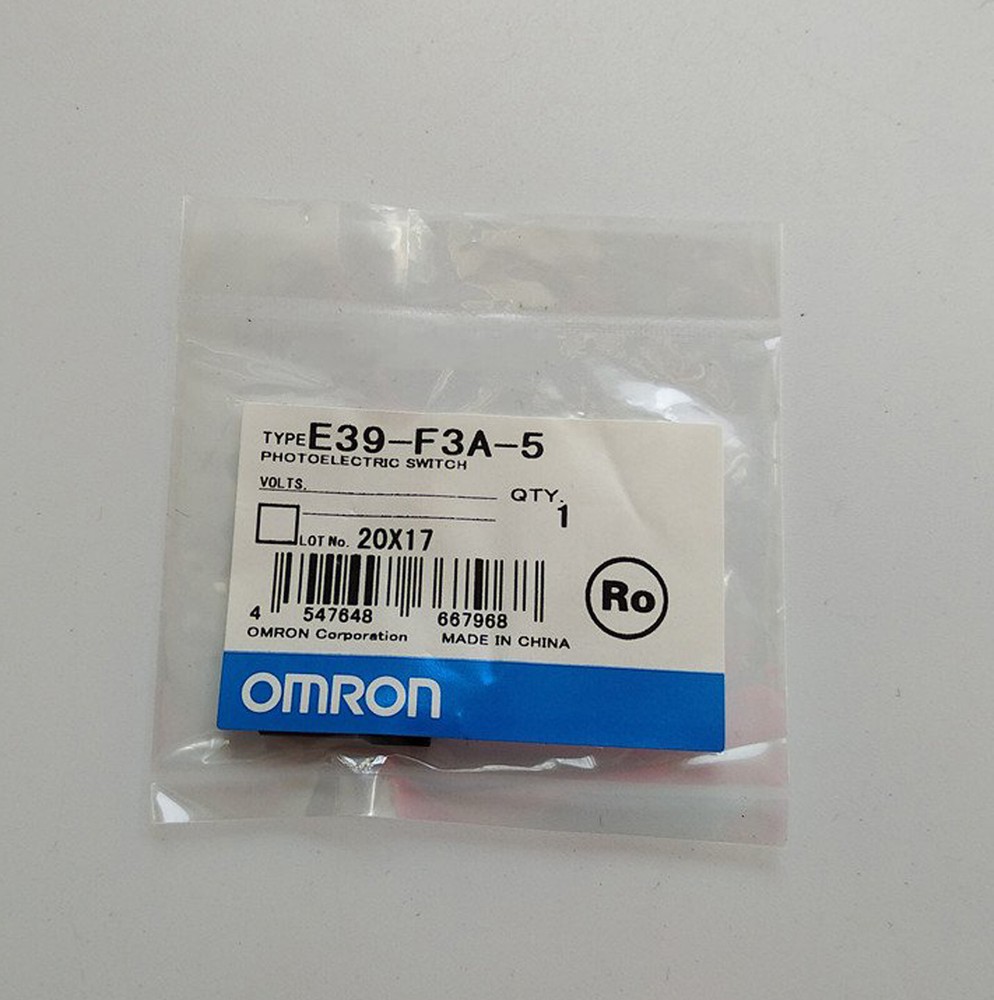 TYPE E39-F3A-5
PHOTOELECTRIC SWITCH
VOLTS.
QTY.
1
LOT No. 20X17
4 547648 667968
Ro
OMRON Corporation MADE IN CHINA
OMRON